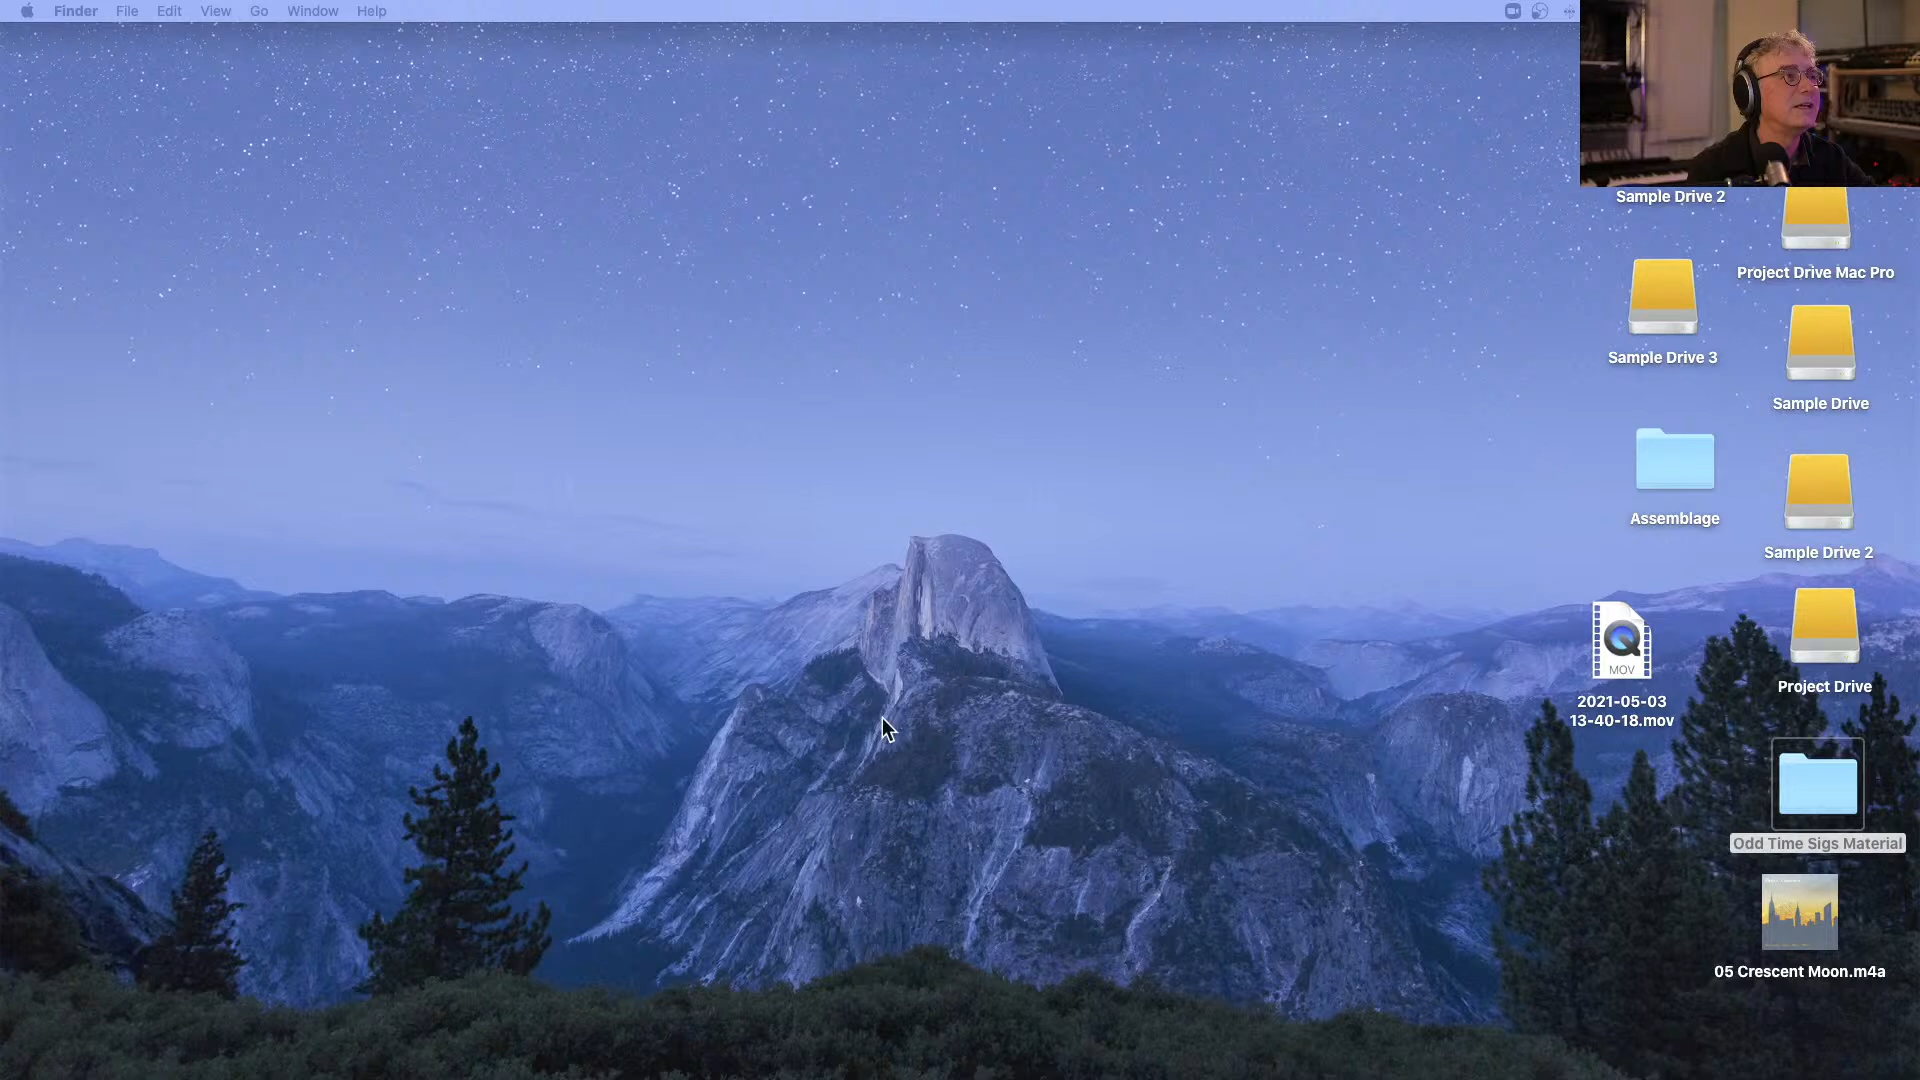 Finder File Edit View Go Window Help
Sample Drive 2
Project Drive Mac Pro
Sample Drive 3
Sample Drive
Assemblage
Sample Drive 2
MOV
Project Drive
2021-05-03
13-40-18.mov
Odd Time Sigs Material
05 Crescent Moon.m4a